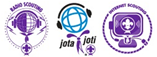 RADIO SCOUTING
jota
joti
INTERNET SCOUTING